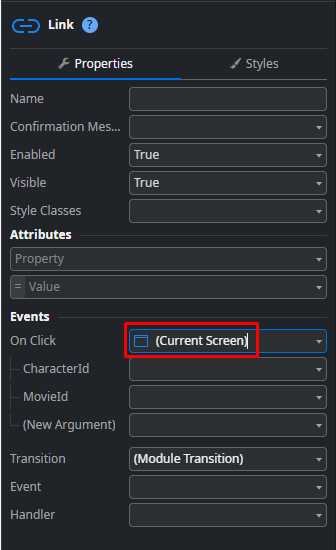 Link ?
Properties Styles
Name
Confirmation Mes...
Enabled True
Visible True
Style Classes
Attributes
Property
= Value
Events
On Click (Current Screen)
CharacterId
MovieId
(New Argument)
Transition (Module Transition)
Event
Handler